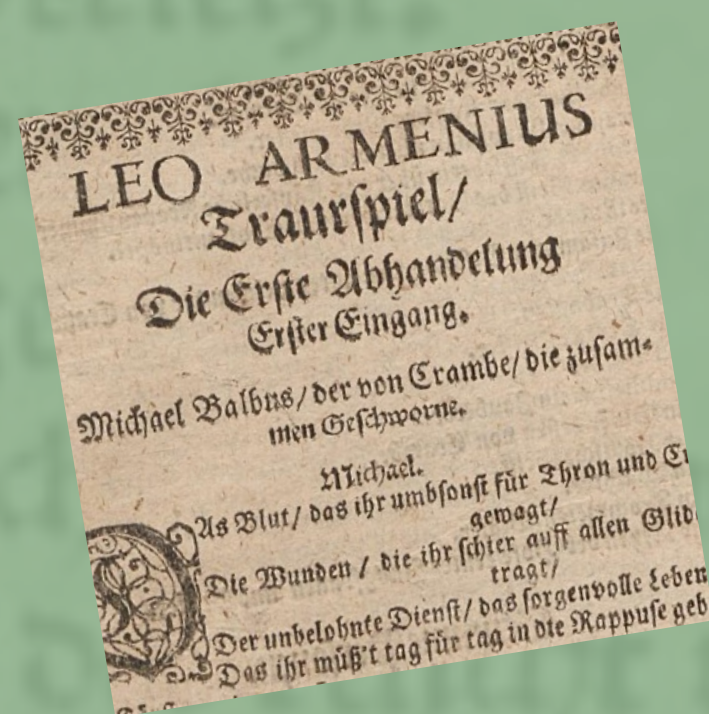 LEO ARMENIUS
Traurſpiel/
Die Erſte Abhandelung
Erſter Eingang.
Michael Balbus/ der von Crambe/ die zuſam⸗
men Geſchworne.
Michael.
DAs Blut/ das ihr umbſonſt für Thron und
gewagt/
Die Wunden / die ihr ſchier auff allen
tragt/
Der unbelohnte Dienſt/ das ſorgenvolle
Das ihr müß't tag für tag in die Rappuſe